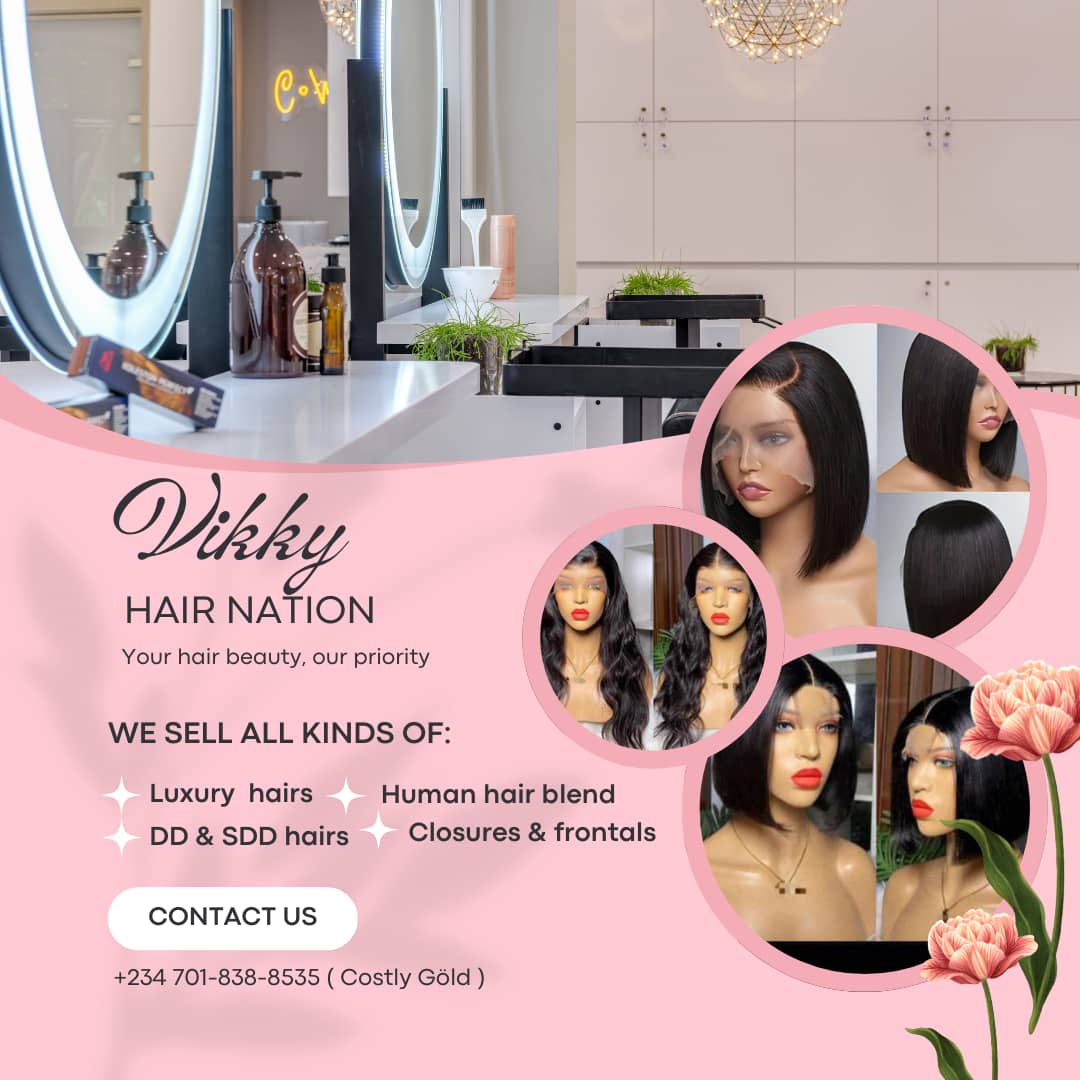 Vikky
HAIR NATION
Your hair beauty, our priority
WE SELL ALL KINDS OF:
Luxury hairs
Human hair blend
DD & SDD hairs
Closures & frontals
CONTACT US
+234 701-838-8535 ( Costly Göld )